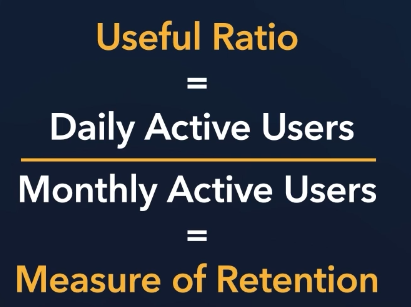 Useful Ratio
=
Daily Active Users
Monthly Active Users
=
Measure of Retention